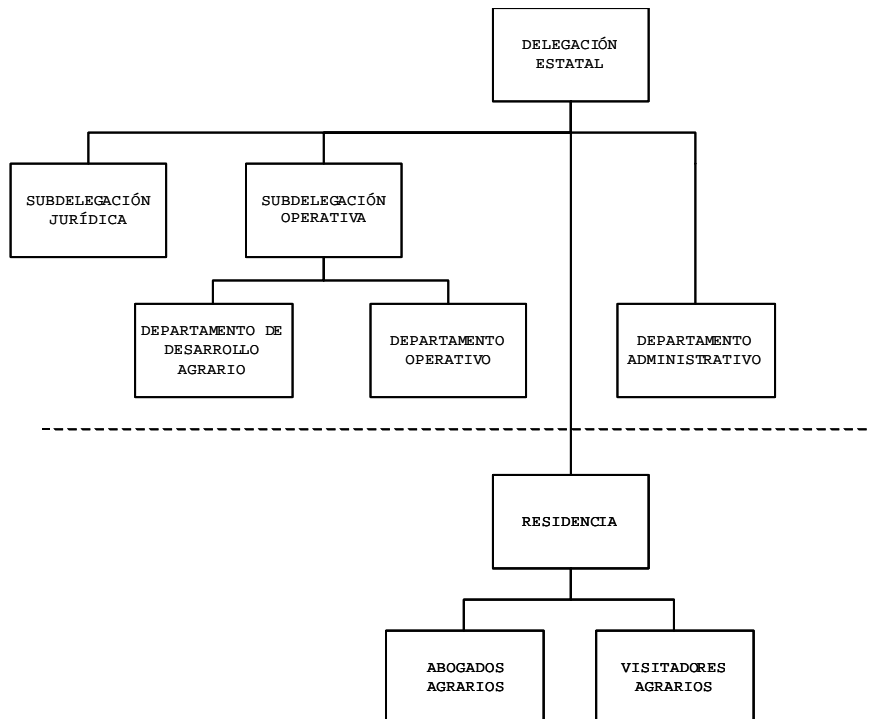 DELEGACIÓN
ESTATAL
SUBDELEGACIÓN
JURÍDICA
SUBDELEGACIÓN
OPERATIVA
DEPARTAMENTO DE
DESARROLLO
AGRARIO
DEPARTAMENTO
OPERATIVO
DEPARTAMENTO
ADMINISTRATIVO
RESIDENCIA
ABOGADOS
AGRARIOS
VISITADORES
AGRARIOS